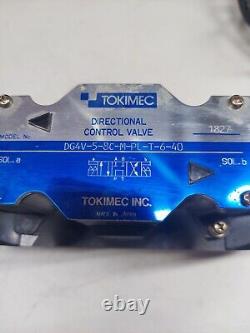 TOKIMEC
DIRECTIONAL
CONTROL VALVE
1827
MODEL No
DG4V-5-8C-M-PL-T-6-40
SOL.a
SOL.b
TOKIMEC INC.
MADE IN JAPAN